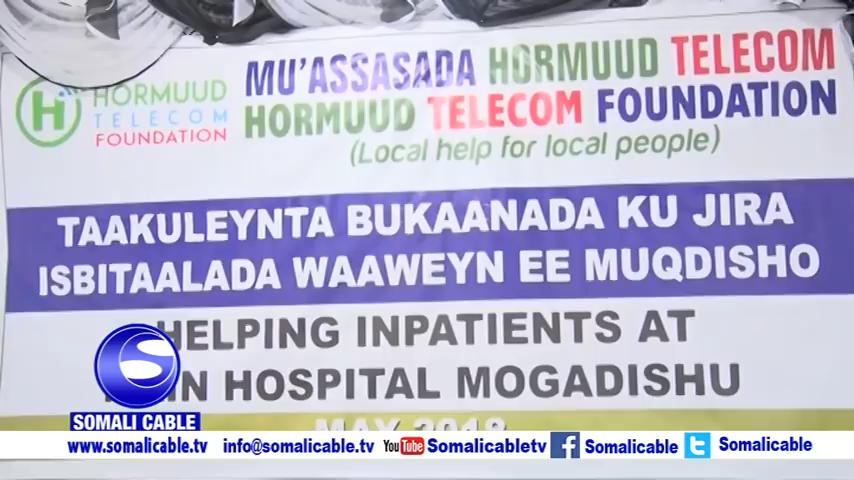 MU'ASSASADA HORMUUD TELECOM
HORMUUD TELECOM FOUNDATION
(Local help for local people)
H
HORMUUD
TELECOM
FOUNDATION
TAAKULEYNTA BUKAANADA KU JIRA
ISBITAALADA WAAWEYN EE MUQDISHO
HELPING INPATIENTS AT
HOSPITAL MOGADISHU
MAY 2018
S
SOMALI CABLE
www.somalicable.tv info@somalicable.tv YouTube Somalicabletv f Somalicable Somalicable